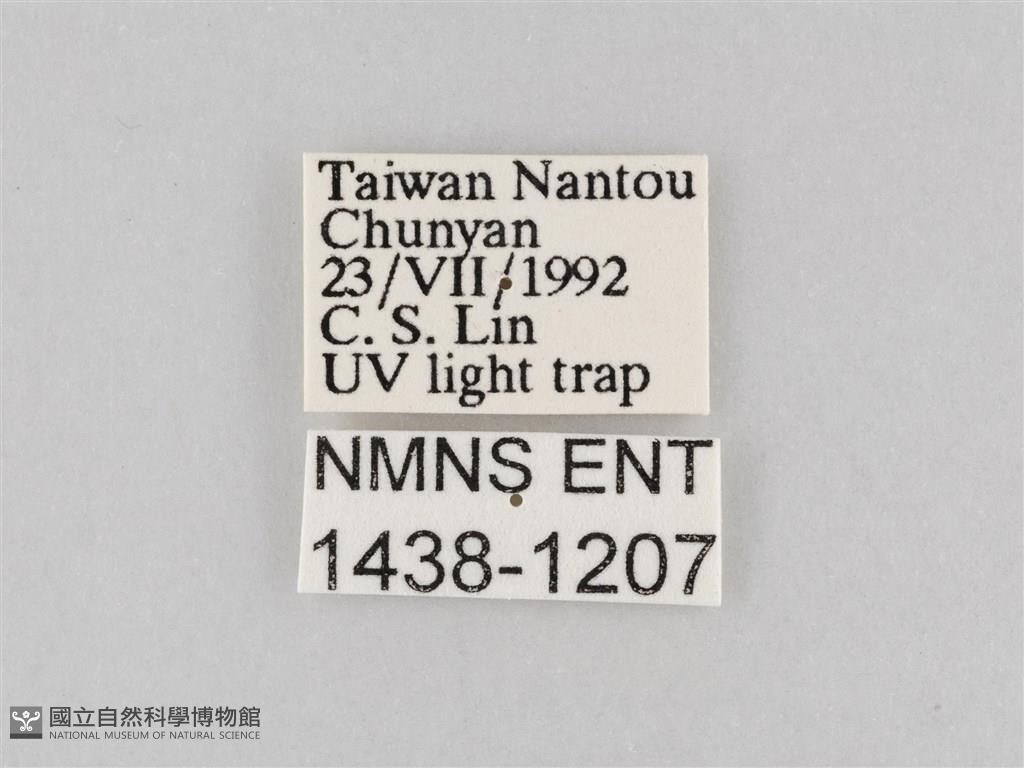 Taiwan Nantou
Chunyan
23/VII/1992
C. S. Lin
UV light trap
NMNS ENT
1438-1207
國立自然科學博物館
NATIONAL MUSEUM OF NATURAL SCIENCE